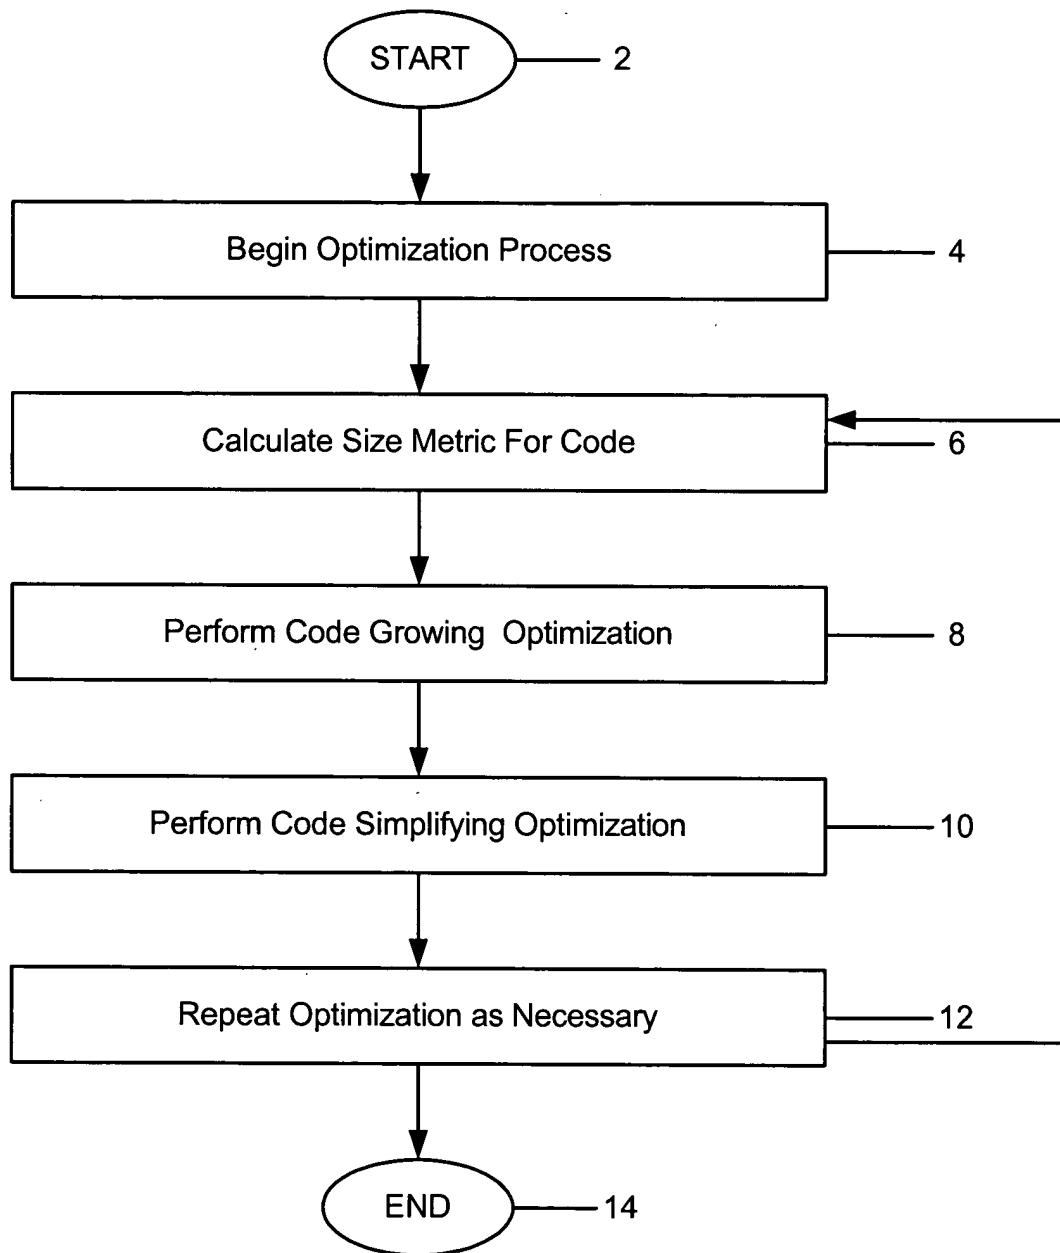 START
2
Begin Optimization Process
4
Calculate Size Metric For Code
6
Perform Code Growing Optimization
8
Perform Code Simplifying Optimization
10
Repeat Optimization as Necessary
12
END
14